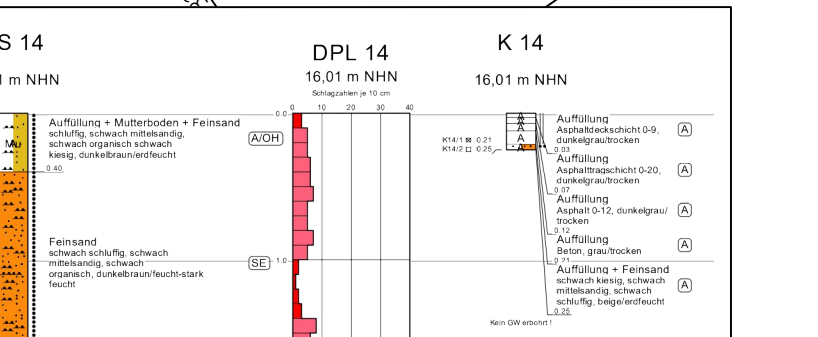 S 14
1 m NHN
Mu
Auffüllung + Mutterboden + Feinsand
schluffig, schwach mittelsandig,
schwach organisch schwach
kiesig, dunkelbraun/erdfeucht
0.40
A/OH
Feinsand
schwach schluffig, schwach
mittelsandig, schwach
organisch, dunkelbraun/feucht-stark
feucht
SE
DPL 14
16,01 m NHN
Schlagzahlen je 10 cm
0 10 20 30 40
0.0
1.0
K 14
16,01 m NHN
K14/1 0.21
K14/2 0.25
A
A
A
A
A
Auffüllung
Asphaltdeckschicht 0-9,
dunkelgrau/trocken
A
0.03
Auffüllung
Asphalttragschicht 0-20,
dunkelgrau/trocken
A
0.07
Auffüllung
Asphalt 0-12, dunkelgrau/
trocken
A
0.12
Auffüllung
Beton, grau/trocken
A
0.21
Auffüllung + Feinsand
schwach kiesig, schwach
mittelsandig, schwach
schluffig, beige/erdfeucht
A
0.25
Kein GW erbohrt !